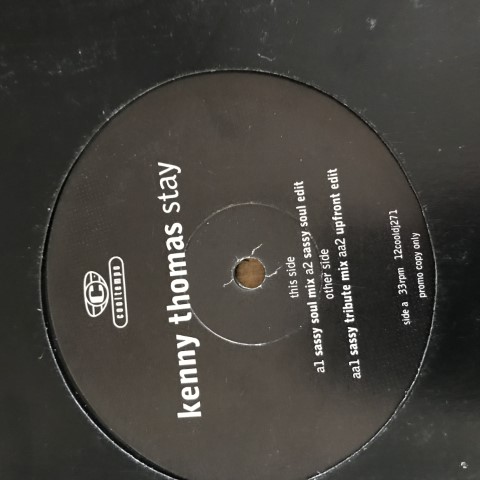 C
cooltempo
kenny thomas stay
this side
a1 sassy soul mix a2 sassy soul edit
other side
aa1 sassy tribute mix aa2 upfront edit
side a 33rpm 12cooldj271
promo copy only